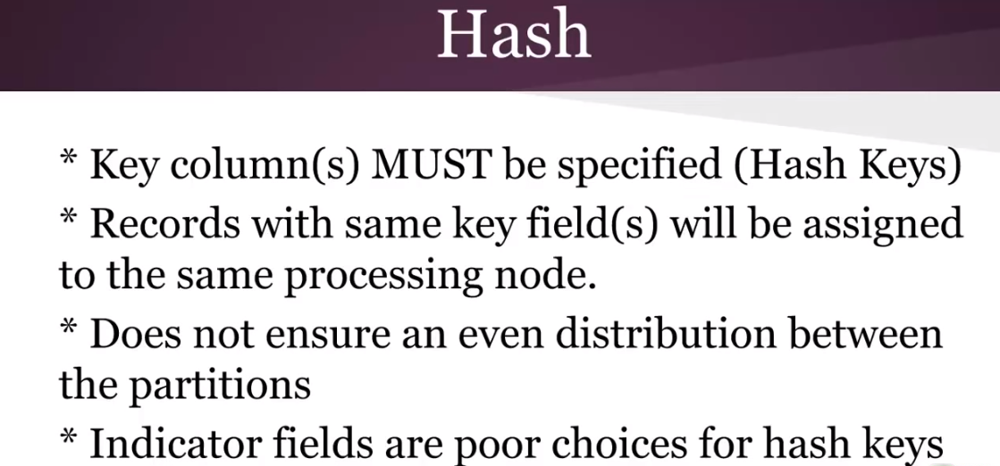 Hash
* Key column(s) MUST be specified (Hash Keys)
* Records with same key field(s) will be assigned
to the same processing node.
* Does not ensure an even distribution between
the partitions
* Indicator fields are poor choices for hash keys